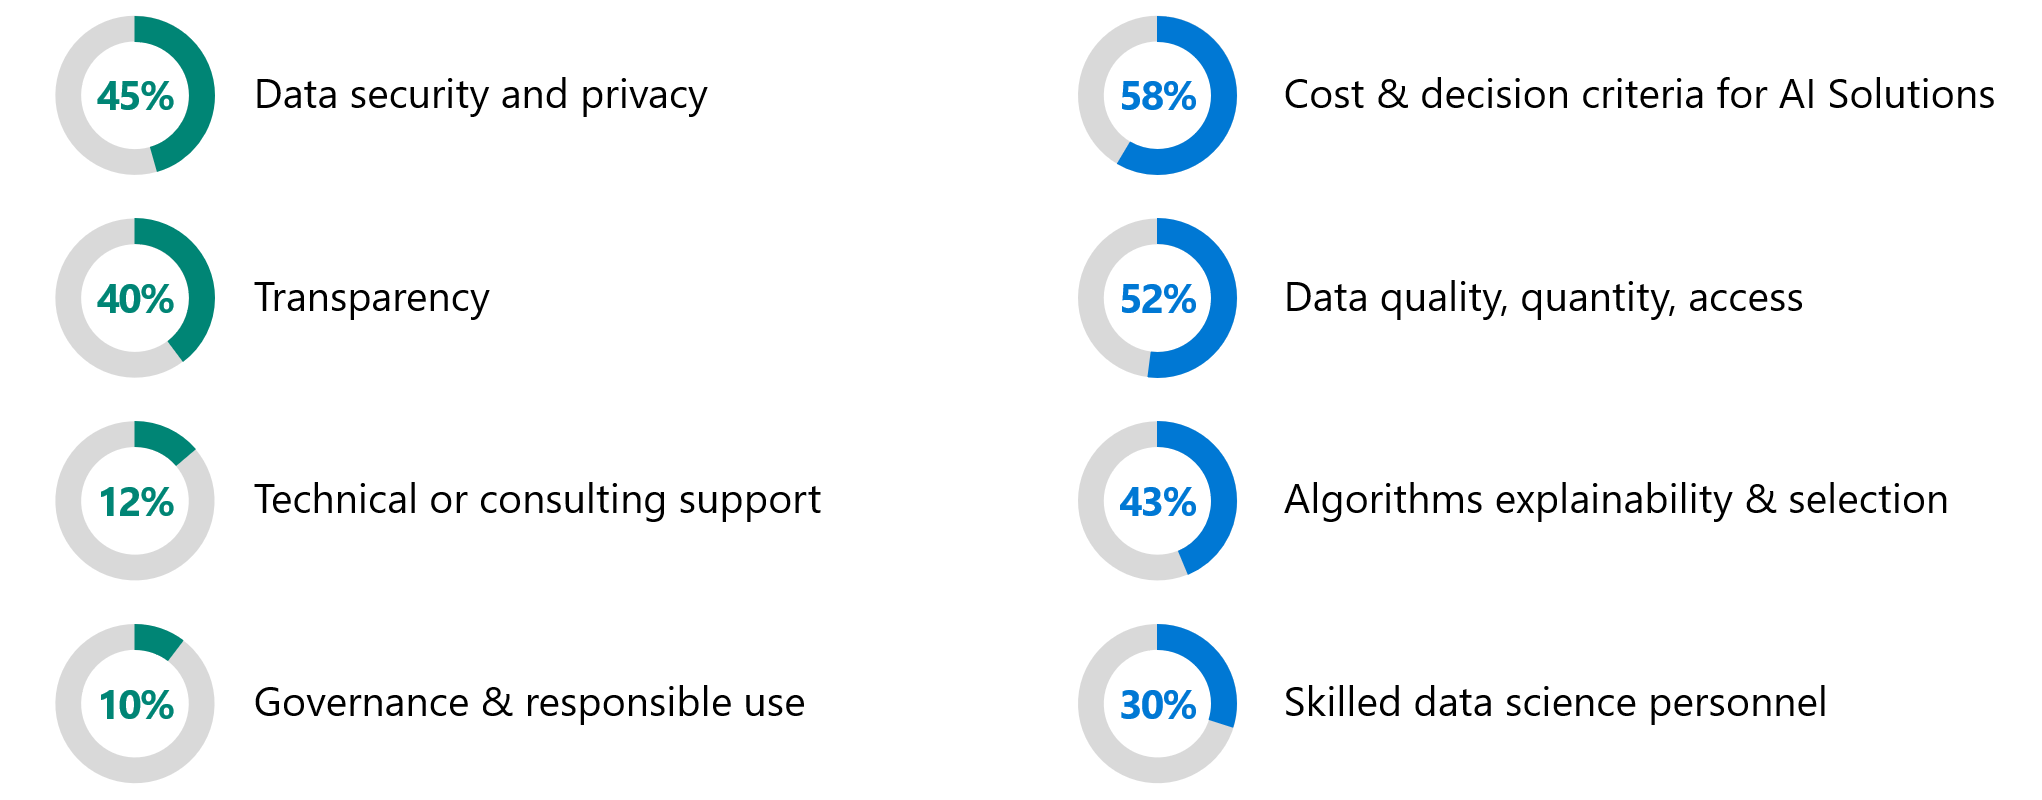 45% Data security and privacy
58% Cost & decision criteria for AI Solutions
40% Transparency
52% Data quality, quantity, access
12% Technical or consulting support
43% Algorithms explainability & selection
10% Governance & responsible use
30% Skilled data science personnel